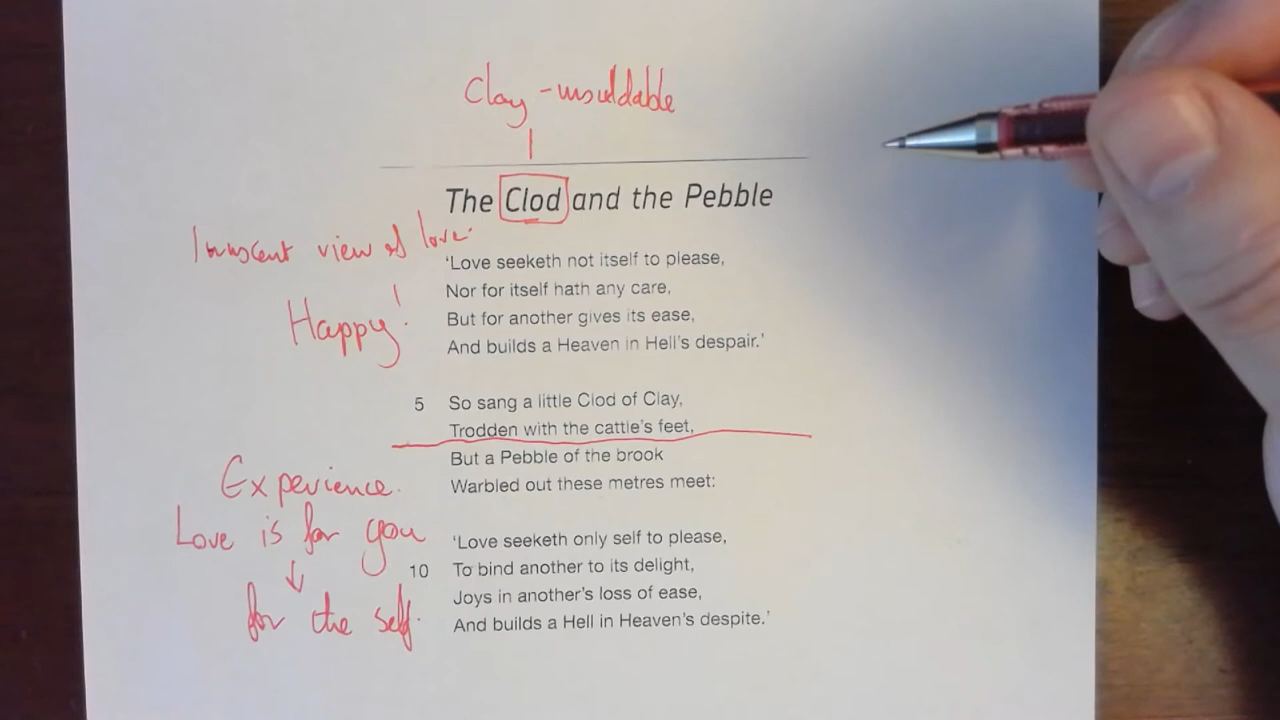 Clay - mouldable
The Clod and the Pebble
Innocent view of love.
'Love seeketh not itself to please,
Nor for itself hath any care,
Happy!
But for another gives its ease,
And builds a Heaven in Hell's despair.'
5 So sang a little Clod of Clay,
Trodden with the cattle's feet,
But a Pebble of the brook
Experience.
Warbled out these metres meet:
Love is for you
↓
for the self.
'Love seeketh only self to please,
10 To bind another to its delight,
Joys in another's loss of ease,
And builds a Hell in Heaven's despite.'